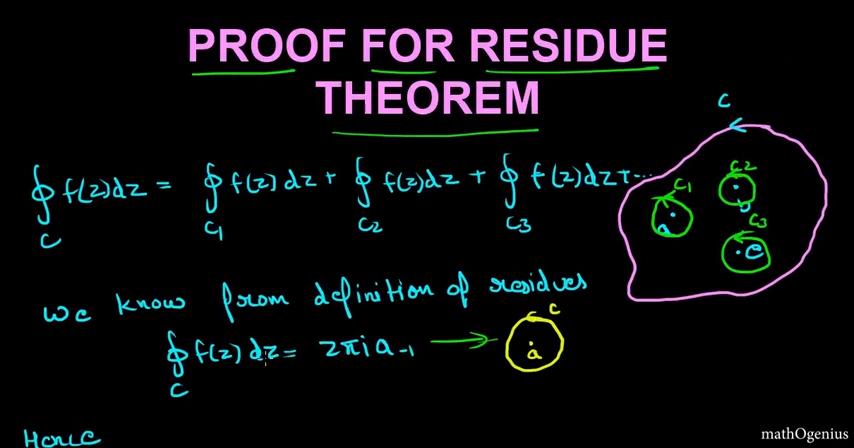 PROOF FOR RESIDUE
THEOREM
∮_C f(z)dz = ∮_C1 f(z)dz + ∮_C2 f(z)dz + ∮_C3 f(z)dz + ...
C
C1
a
C2
b
C3
c
We know from definition of residues
∮_C f(z)dz = 2πi a₋₁ →
C
a
Hence
mathOgenius